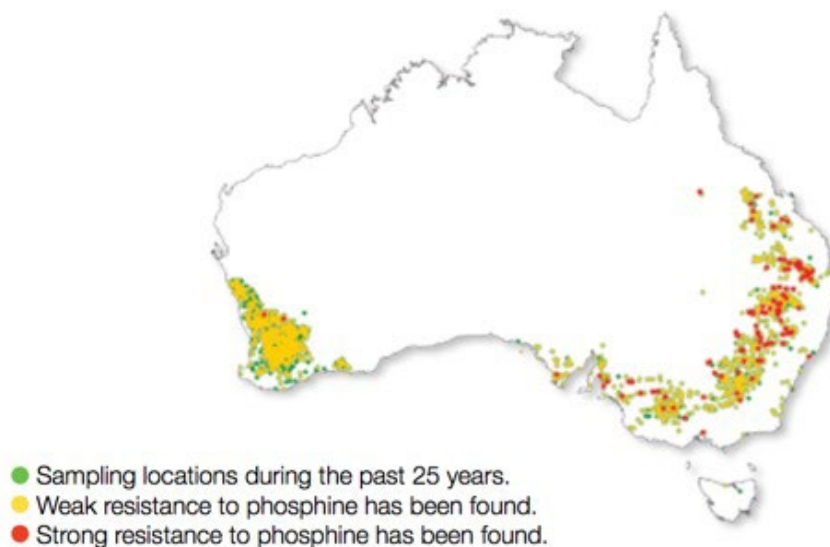 Sampling locations during the past 25 years.
Weak resistance to phosphine has been found.
Strong resistance to phosphine has been found.